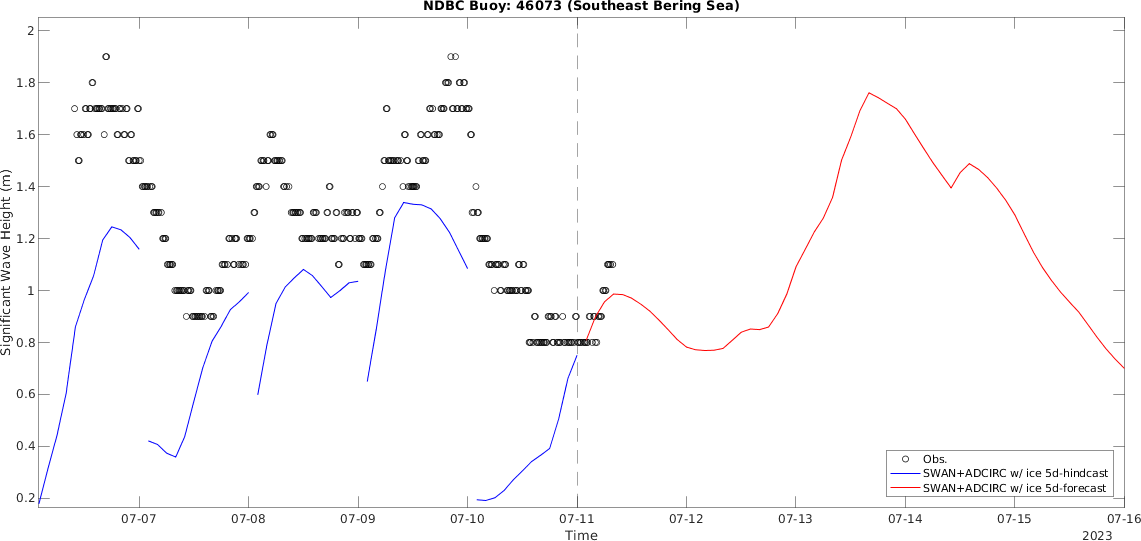 NDBC Buoy: 46073 (Southeast Bering Sea)
2
1.8
1.6
1.4
1.2
1
0.8
0.6
0.4
0.2
Significant Wave Height (m)
Obs.
SWAN+ADCIRC w/ ice 5d-hindcast
SWAN+ADCIRC w/ ice 5d-forecast
07-07 07-08 07-09 07-10 07-11 07-12 07-13 07-14 07-15 07-16
Time
2023